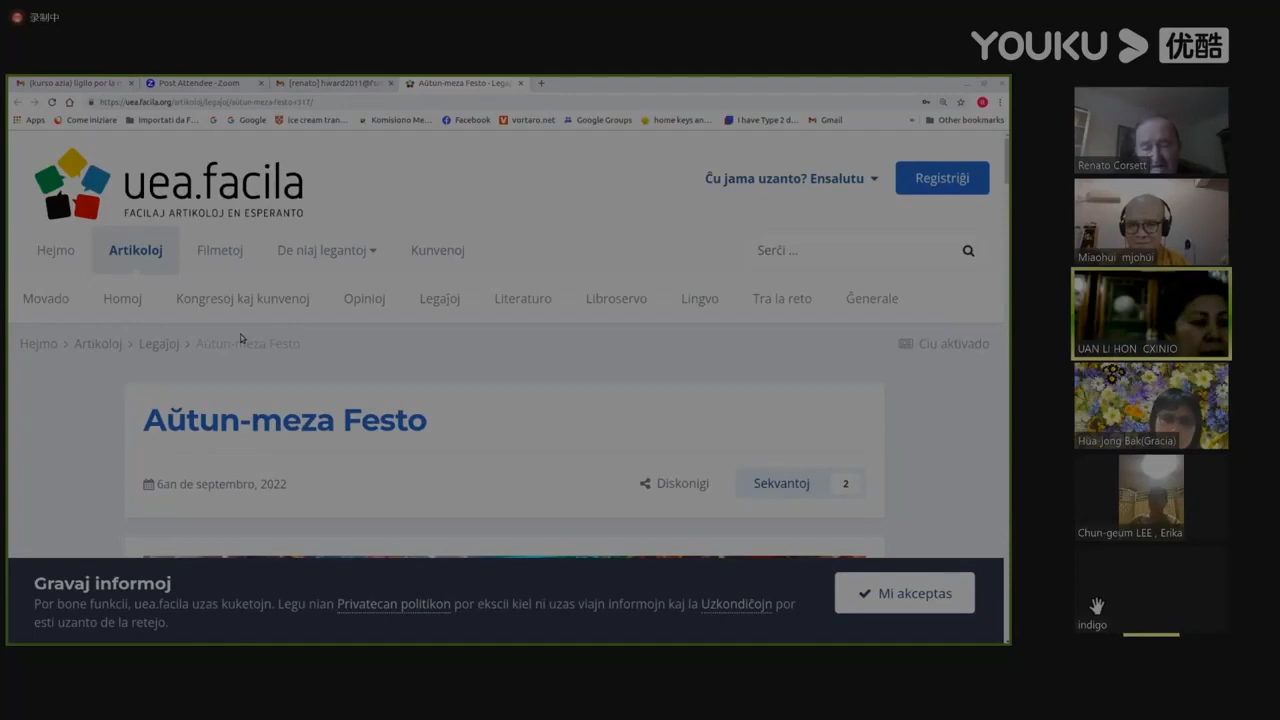 录制中
YOUKU 优酷
(kurso azia) ligilo por la r
Post Attendee - Zoom
[renato] hward2011@
Aŭtun-meza Festo - Lega
https://uea.facila.org/artikoloj/legaĵoj/aŭtun-meza-festo-r317/
Apps
Come iniziare
Importati da F...
Google
ice cream tran...
Komisiono Me...
Facebook
vortaro.net
Google Groups
home keys an...
I have Type 2 d...
Gmail
Other bookmarks
uea.facila
FACILAJ ARTIKOLOJ EN ESPERANTO
Ĉu jama uzanto? Ensalutu
Registriĝi
Hejmo
Artikoloj
Filmetoj
De niaj legantoj
Kunvenoj
Serĉi ...
Movado
Homoj
Kongresoj kaj kunvenoj
Opinioj
Legaĵoj
Literaturo
Libroservo
Lingvo
Tra la reto
Ĝenerale
Hejmo > Artikoloj > Legaĵoj > Aŭtun-meza Festo
Ĉiu aktivado
Aŭtun-meza Festo
6an de septembro, 2022
Diskonigi
Sekvantoj 2
Gravaj informoj
Por bone funkcii, uea.facila uzas kuketojn. Legu nian Privatecan politikon por ekscii kiel ni uzas viajn informojn kaj la Uzkondiĉojn por
esti uzanto de la retejo.
Mi akceptas
Renato Corsett
Miaohui mjohŭi
UAN LI HON CXINIO
Hŭa-jong Bak(Gracia)
Chun-geum LEE , Erika
indigo